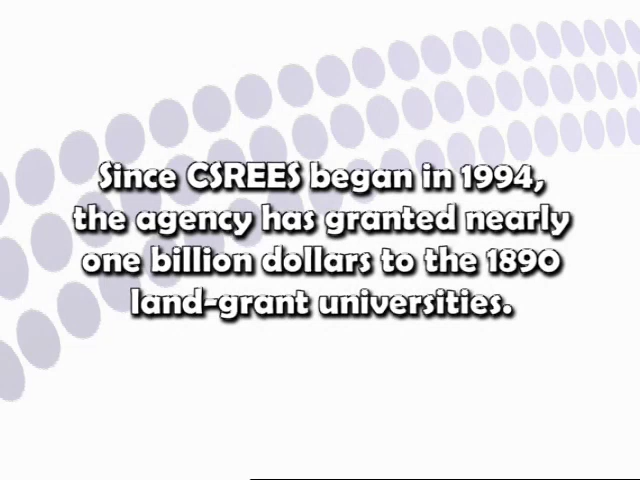 Since CSREES began in 1994,
the agency has granted nearly
one billion dollars to the 1890
land-grant universities.